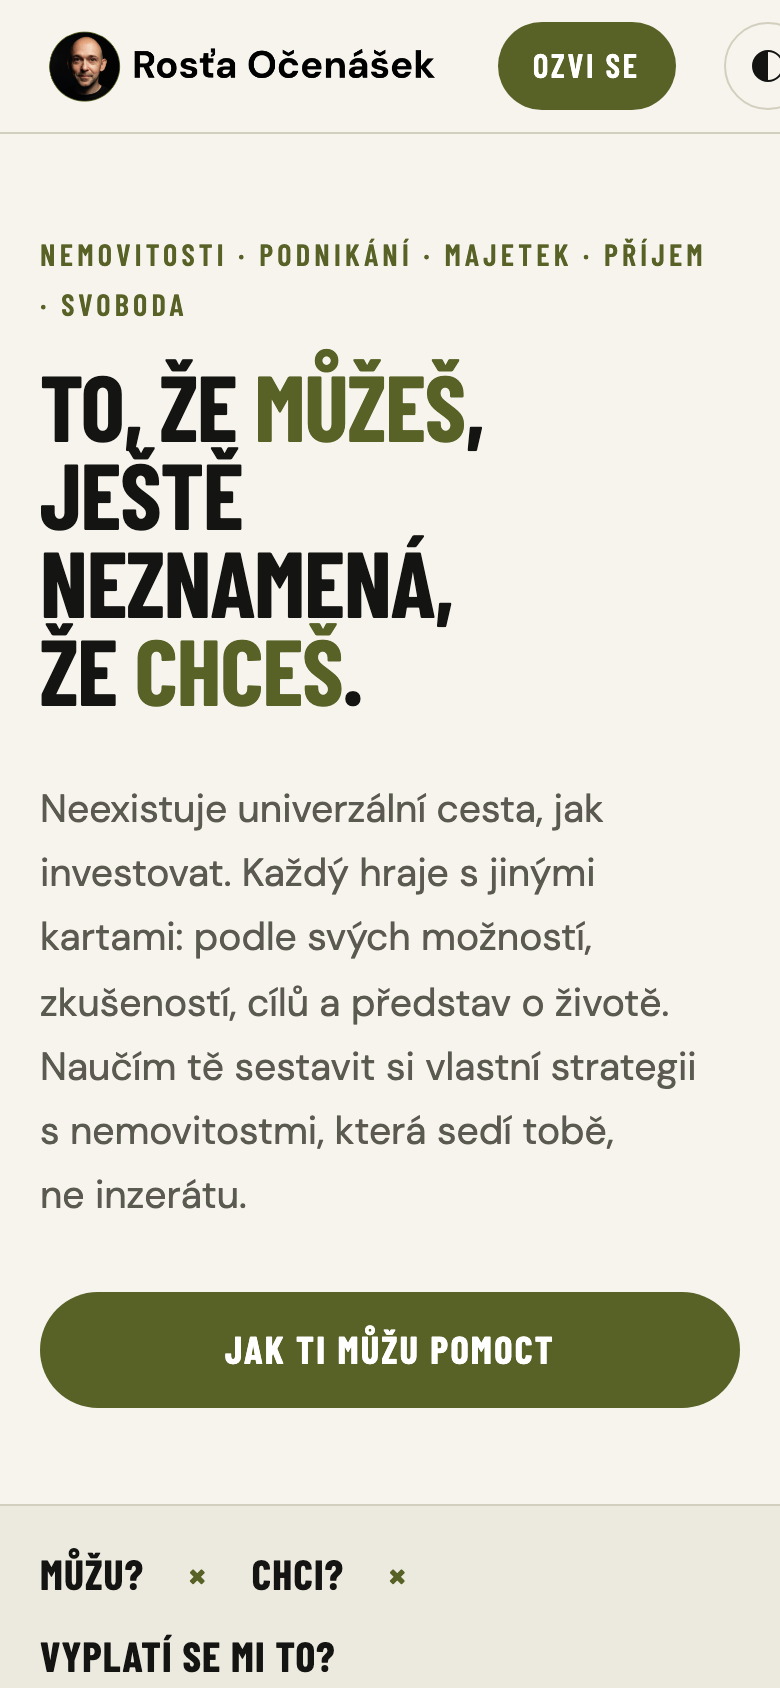 Rosťa Očenášek
OZVI SE
NEMOVITOSTI · PODNIKÁNÍ · MAJETEK · PŘÍJEM
· SVOBODA
TO, ŽE MŮŽEŠ,
JEŠTĚ
NEZNAMENÁ,
ŽE CHCEŠ.
Neexistuje univerzální cesta, jak
investovat. Každý hraje s jinými
kartami: podle svých možností,
zkušeností, cílů a představ o životě.
Naučím tě sestavit si vlastní strategii
s nemovitostmi, která sedí tobě,
ne inzerátu.
JAK TI MŮŽU POMOCT
MŮŽU? × CHCI? ×
VYPLATÍ SE MI TO?